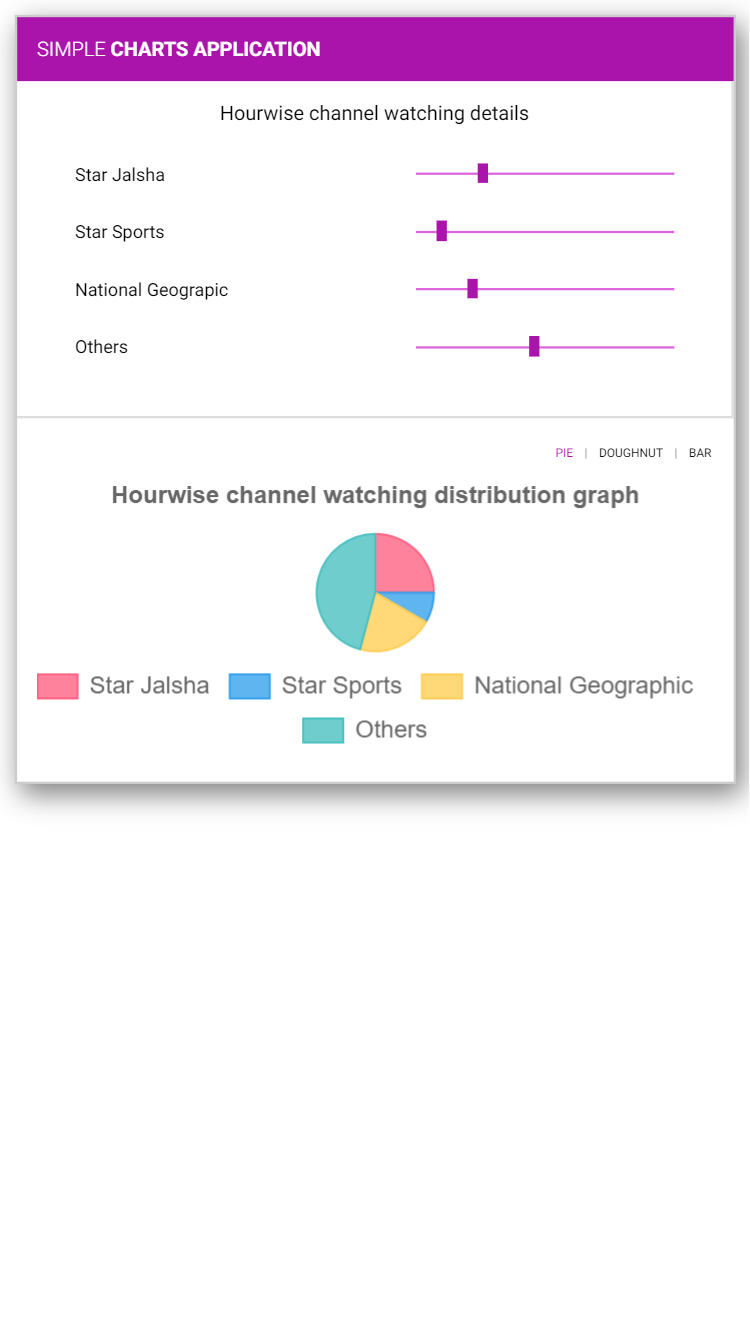 SIMPLE CHARTS APPLICATION
Hourwise channel watching details
Star Jalsha
Star Sports
National Geograpic
Others
PIE | DOUGHNUT | BAR
Hourwise channel watching distribution graph
Star Jalsha Star Sports National Geographic
Others